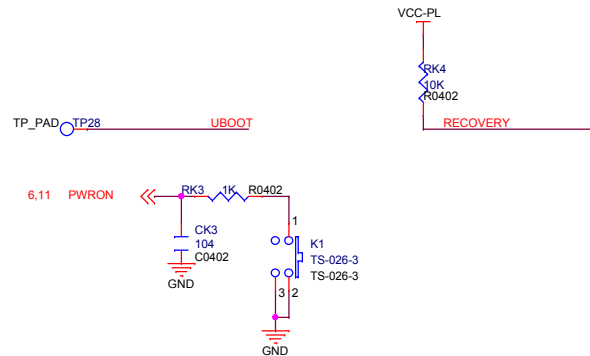 VCC-PL
RK4
10K
R0402
TP_PAD TP28 UBOOT RECOVERY
6,11 PWRON RK3 1K R0402
1
CK3 K1
104 TS-026-3
C0402 TS-026-3
GND 3 2
GND